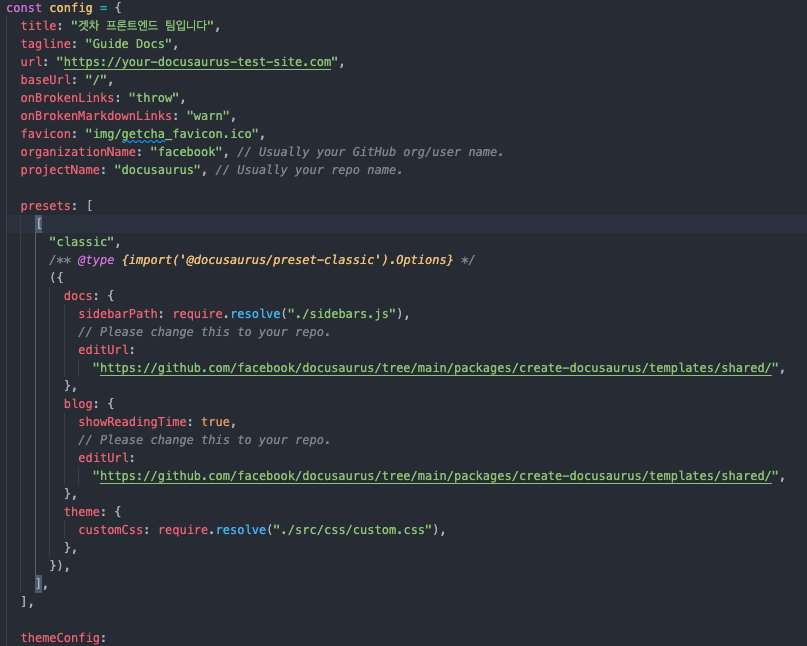 const config = {
title: "겟차 프론트엔드 팀입니다",
tagline: "Guide Docs",
url: "https://your-docusaurus-test-site.com",
baseUrl: "/",
onBrokenLinks: "throw",
onBrokenMarkdownLinks: "warn",
favicon: "img/getcha_favicon.ico",
organizationName: "facebook", // Usually your GitHub org/user name.
projectName: "docusaurus", // Usually your repo name.
presets: [
[
"classic",
/** @type {import('@docusaurus/preset-classic').Options} */
({
docs: {
sidebarPath: require.resolve("./sidebars.js"),
// Please change this to your repo.
editUrl:
"https://github.com/facebook/docusaurus/tree/main/packages/create-docusaurus/templates/shared/",
},
blog: {
showReadingTime: true,
// Please change this to your repo.
editUrl:
"https://github.com/facebook/docusaurus/tree/main/packages/create-docusaurus/templates/shared/",
},
theme: {
customCss: require.resolve("./src/css/custom.css"),
},
}),
],
],
themeConfig: